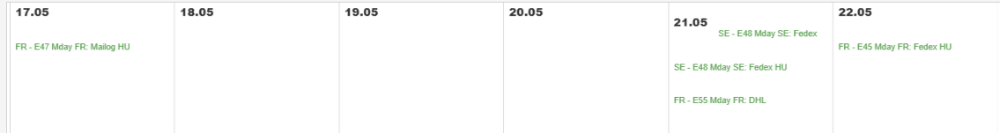 17.05
FR - E47 Mday FR: Mailog HU
18.05
19.05
20.05
21.05
SE - E48 Mday SE: Fedex
SE - E48 Mday SE: Fedex HU
FR - E55 Mday FR: DHL
22.05
FR - E45 Mday FR: Fedex HU